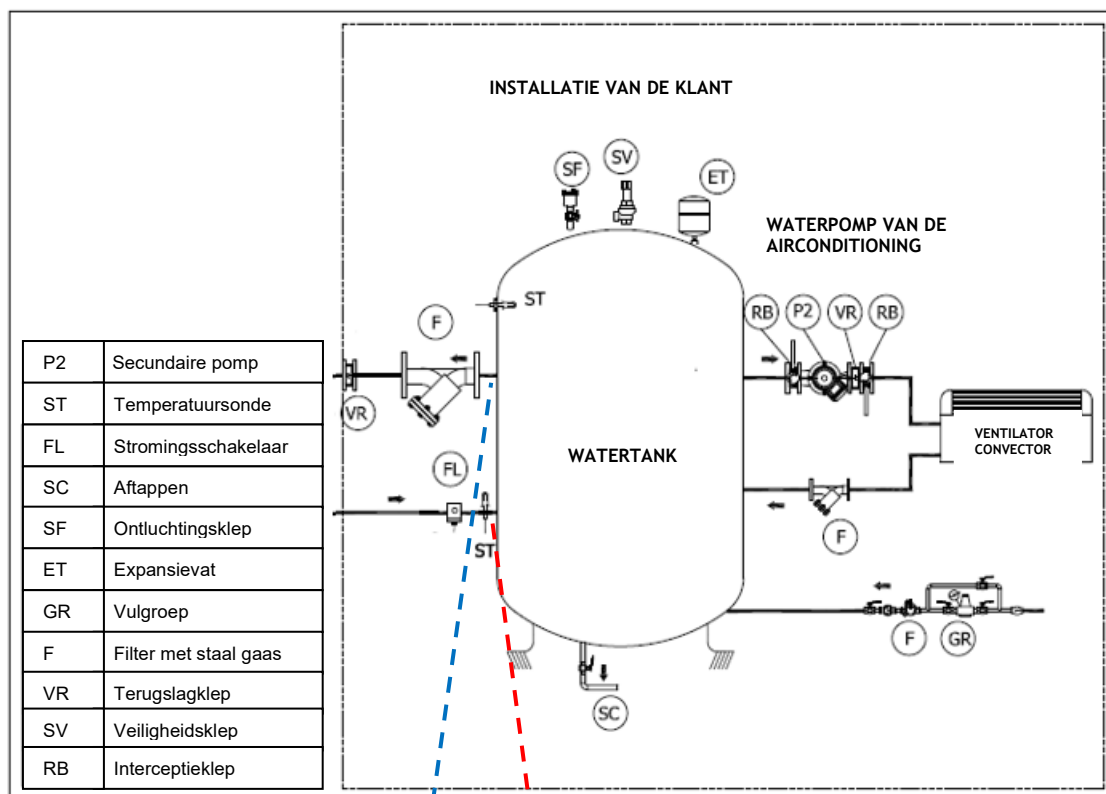 INSTALLATIE VAN DE KLANT
SF
SV
ET
WATERPOMP VAN DE
AIRCONDITIONING
ST
F
RB
P2
VR
RB
VR
VENTILATOR
CONVECTOR
WATERTANK
FL
ST
F
F
GR
SC
P2 Secundaire pomp
ST Temperatuursonde
FL Stromingsschakelaar
SC Aftappen
SF Ontluchtingsklep
ET Expansievat
GR Vulgroep
F Filter met staal gaas
VR Terugslagklep
SV Veiligheidsklep
RB Interceptieklep